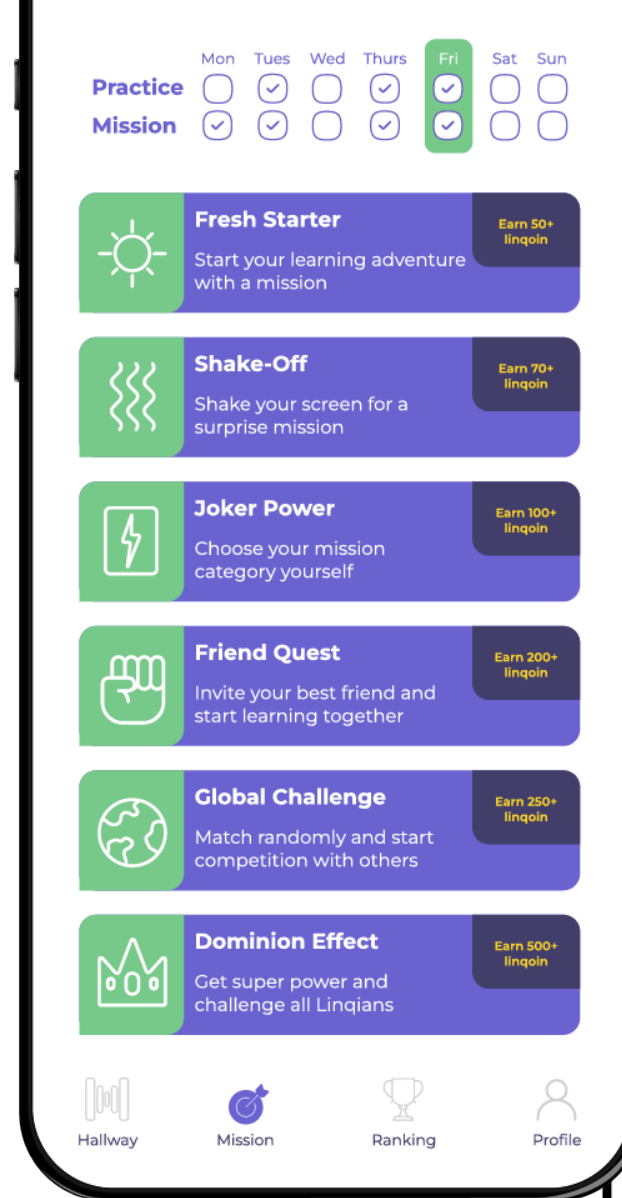 Mon Tues Wed Thurs Fri Sat Sun
Practice
Mission
Fresh Starter
Start your learning adventure
with a mission
Earn 50+
linqoin
Shake-Off
Shake your screen for a
surprise mission
Earn 70+
linqoin
Joker Power
Choose your mission
category yourself
Earn 100+
linqoin
Friend Quest
Invite your best friend and
start learning together
Earn 200+
linqoin
Global Challenge
Match randomly and start
competition with others
Earn 250+
linqoin
Dominion Effect
Get super power and
challenge all Linqians
Earn 500+
linqoin
Hallway Mission Ranking Profile